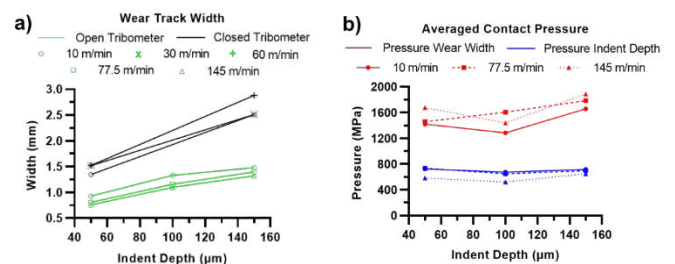 a)
Wear Track Width
Open Tribometer Closed Tribometer
10 m/min 30 m/min 60 m/min
77.5 m/min 145 m/min
3.0
2.5
2.0
1.5
1.0
0.5
Width (mm)
40 60 80 100 120 140 160
Indent Depth (µm)
b)
Averaged Contact Pressure
Pressure Wear Width Pressure Indent Depth
10 m/min 77.5 m/min 145 m/min
2000
1600
1200
800
400
0
Pressure (MPa)
40 60 80 100 120 140 160
Indent Depth (µm)